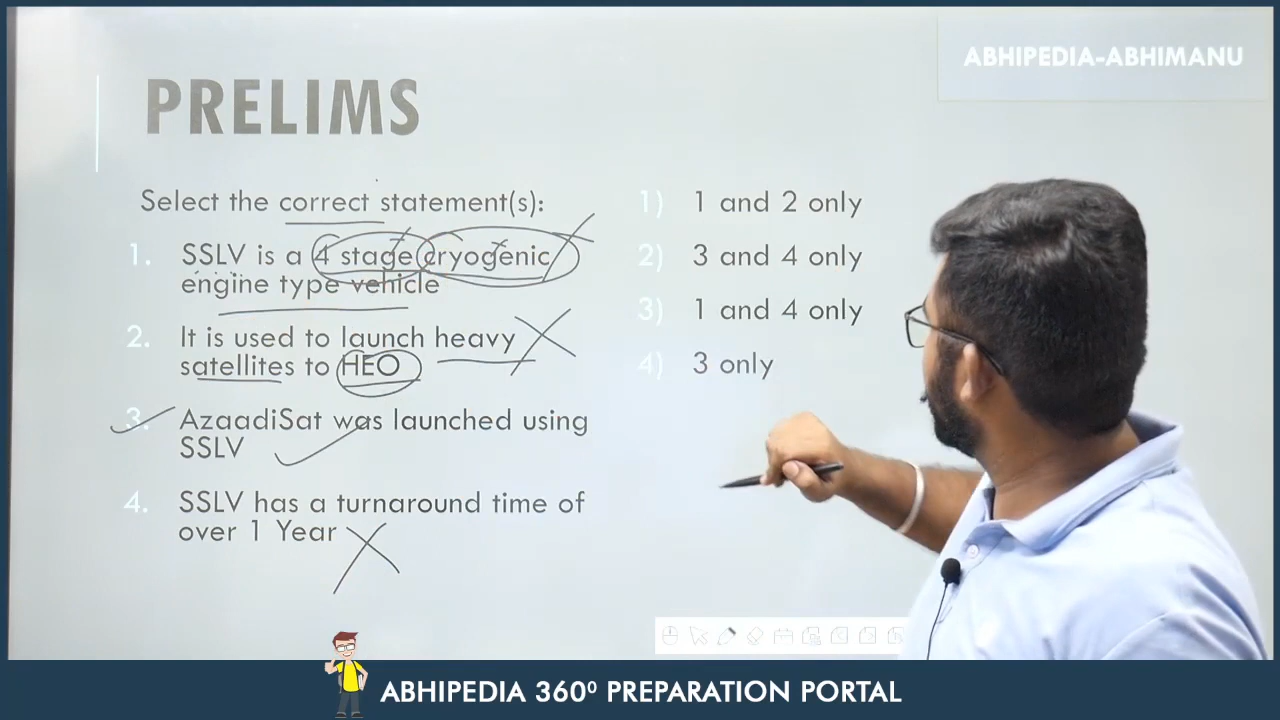 ABHIPEDIA-ABHIMANU
PRELIMS
Select the correct statement(s):
1. SSLV is a 4 stage cryogenic
engine type vehicle
2. It is used to launch heavy
satellites to HEO
3. AzaadiSat was launched using
SSLV
4. SSLV has a turnaround time of
over 1 Year
1) 1 and 2 only
2) 3 and 4 only
3) 1 and 4 only
4) 3 only
ABHIPEDIA 360⁰ PREPARATION PORTAL